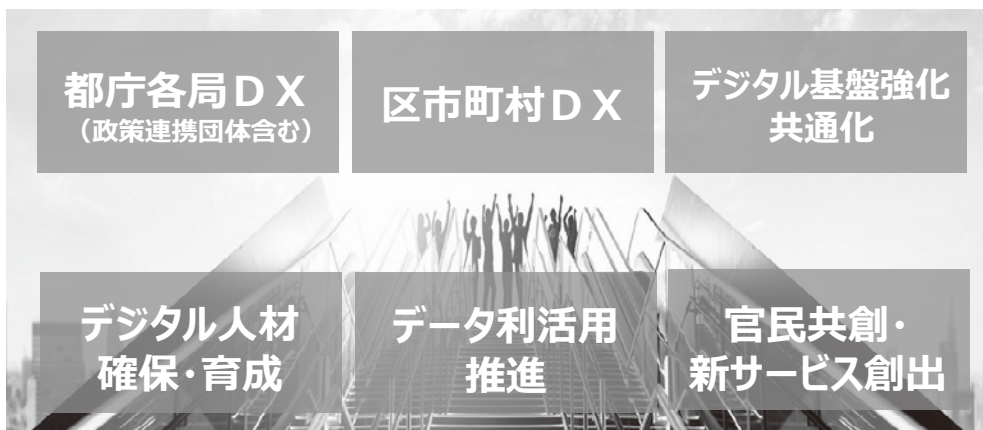 都庁各局ＤＸ
（政策連携団体含む）
区市町村ＤＸ
デジタル基盤強化
共通化
デジタル人材
確保・育成
データ利活用
推進
官民共創・
新サービス創出